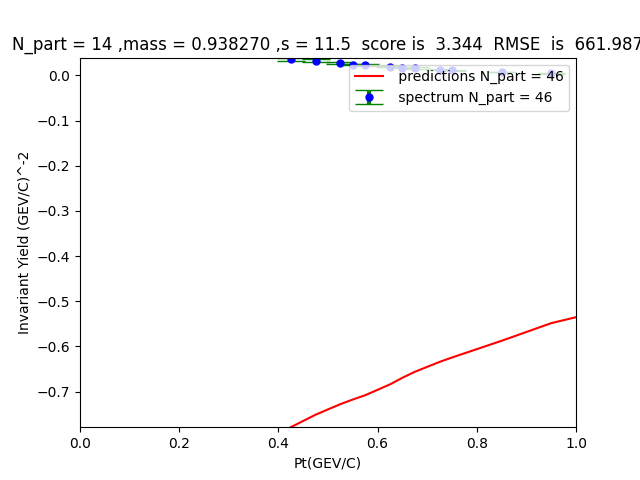 N_part = 14 ,mass = 0.938270 ,s = 11.5  score is  3.344  RMSE  is  661.987
predictions N_part = 46
spectrum N_part = 46
Invariant Yield (GEV/C)^-2
0.0
−0.1
−0.2
−0.3
−0.4
−0.5
−0.6
−0.7
0.0 0.2 0.4 0.6 0.8 1.0
Pt(GEV/C)